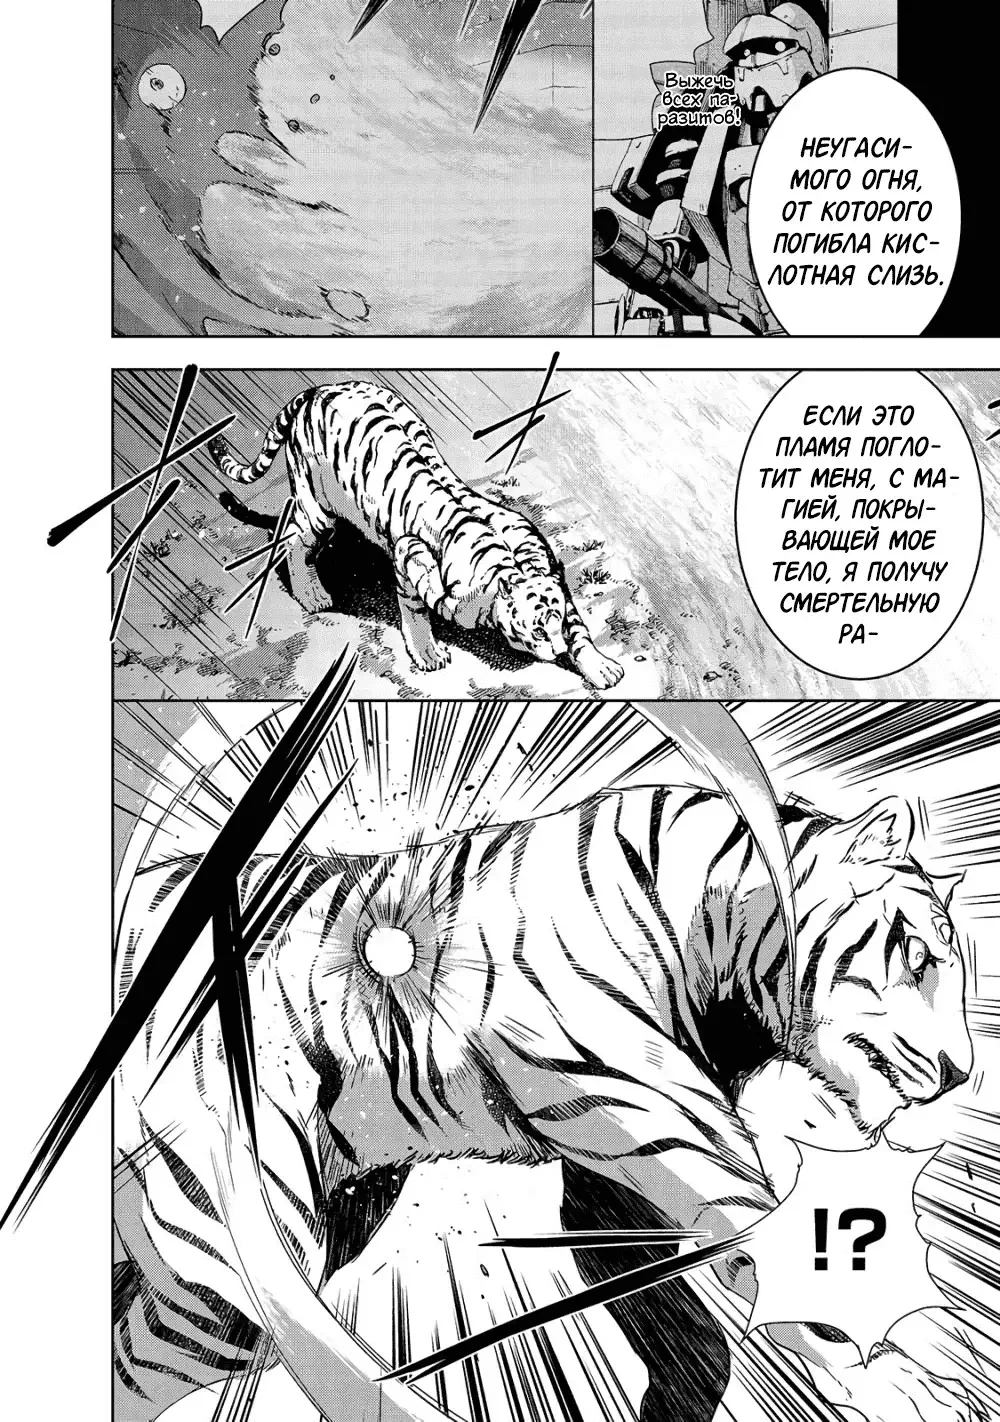 Выжечь
всех па-
разитов!
НЕУГАСИ-
МОГО ОГНЯ,
ОТ КОТОРОГО
ПОГИБЛА КИС-
ЛОТНАЯ СЛИЗЬ.
ЕСЛИ ЭТО
ПЛАМЯ ПОГЛО-
ТИТ МЕНЯ, С МА-
ГИЕЙ, ПОКРЫ-
ВАЮЩЕЙ МОЕ
ТЕЛО, Я ПОЛУЧУ
СМЕРТЕЛЬНУЮ
РА-
!?